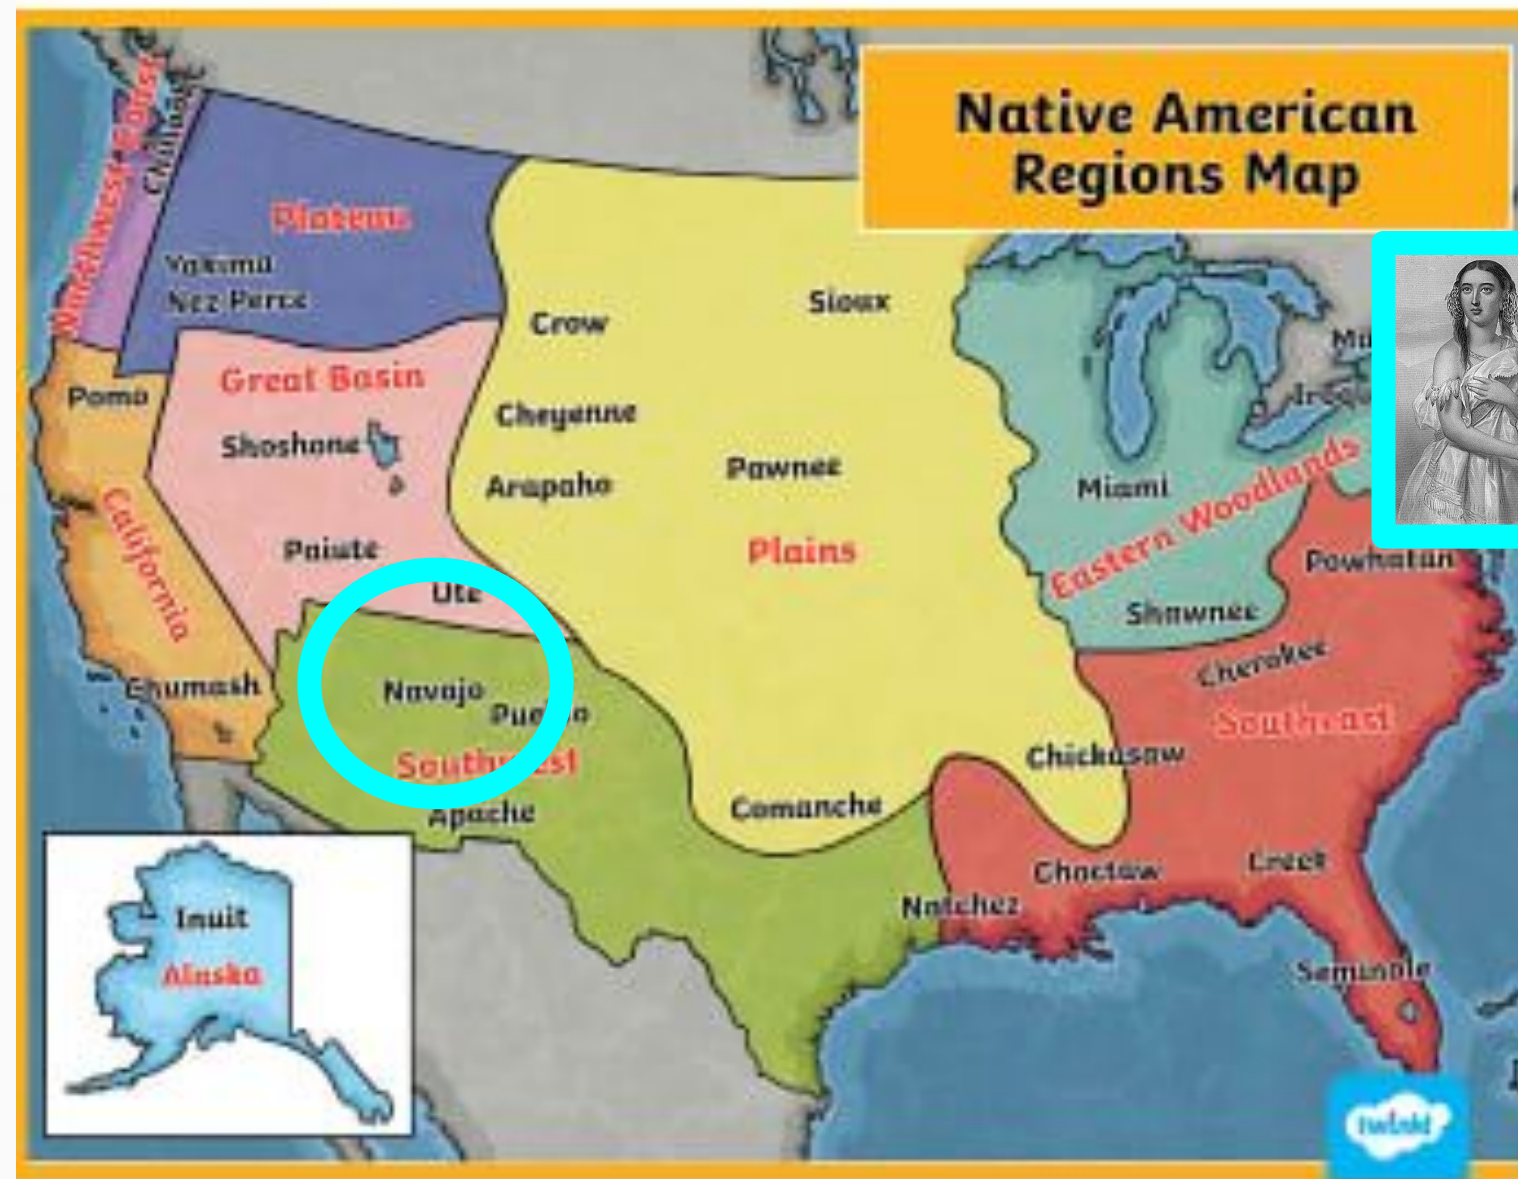 Native American
Regions Map
Northwest Coast
Chinook
Plateau
Yakima
Nez Perce
Crow
Sioux
Great Basin
Pomo
Shoshone
Cheyenne
Arapaho
Pawnee
Miami
Eastern Woodlands
California
Paiute
Ute
Plains
Powhatan
Shawnee
Cherokee
Chumash
Navajo
Southeast
Southwest
Chickasaw
Apache
Comanche
Choctaw
Creek
Natchez
Inuit
Alaska
Seminole
twinkl